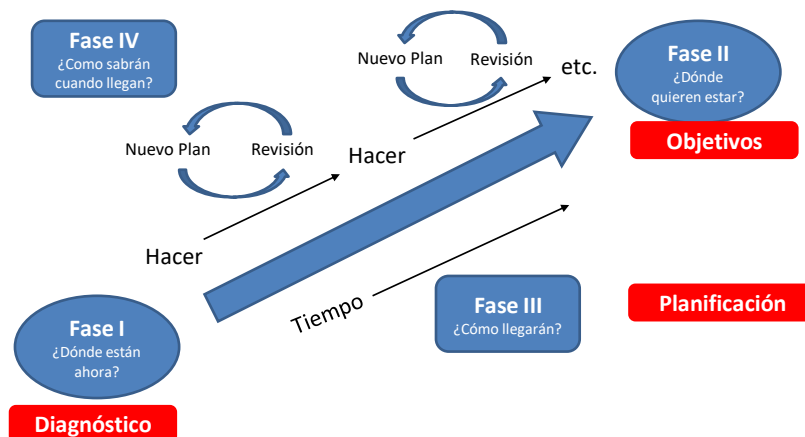 Fase IV
¿Como sabrán
cuando llegan?
Nuevo Plan
Revisión
etc.
Fase II
¿Dónde
quieren estar?
Objetivos
Nuevo Plan
Revisión
Hacer
Hacer
Tiempo
Fase III
¿Cómo llegarán?
Planificación
Fase I
¿Dónde están
ahora?
Diagnóstico